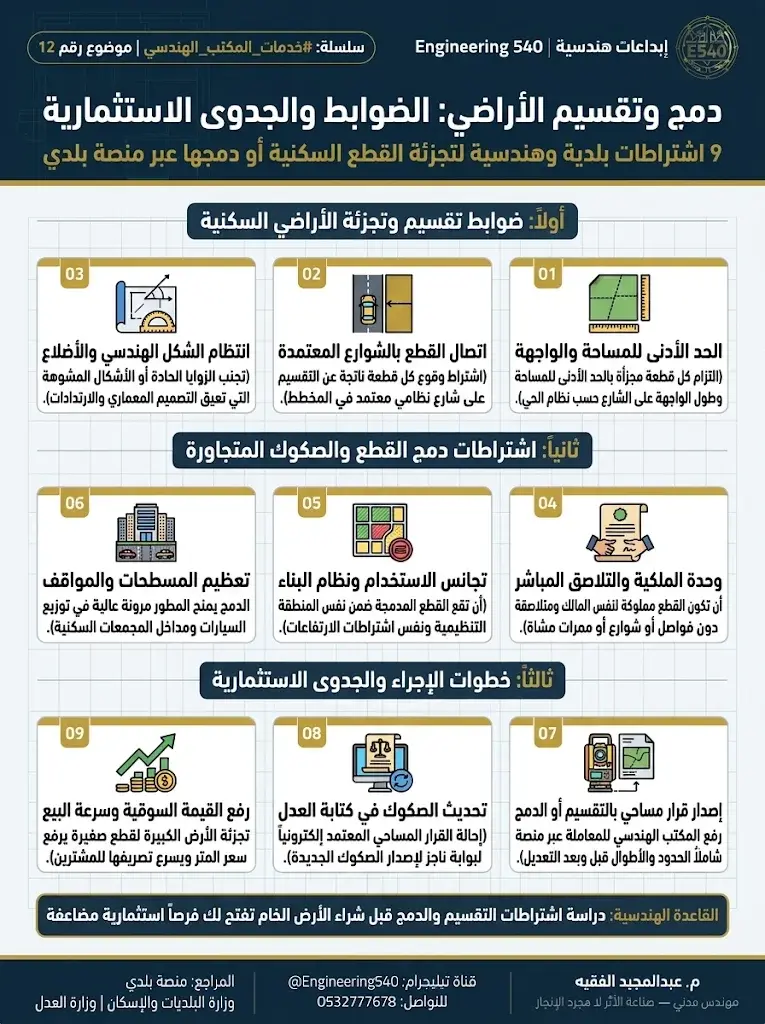 إبداعات هندسية | Engineering 540
E540
سلسلة: #خدمات_المكتب_الهندسي | موضوع رقم 12
دمج وتقسيم الأراضي: الضوابط والجدوى الاستثمارية
9 اشتراطات بلدية وهندسية لتجزئة القطع السكنية أو دمجها عبر منصة بلدي
أولاً: ضوابط تقسيم وتجزئة الأراضي السكنية
01
الحد الأدنى للمساحة والواجهة
(التزام كل قطعة مجزأة بالحد الأدنى للمساحة
وطول الواجهة على الشارع حسب نظام الحي).
02
اتصال القطع بالشوارع المعتمدة
(اشتراط وقوع كل قطعة ناتجة عن التقسيم
على شارع نظامي معتمد في المخطط).
03
انتظام الشكل الهندسي والأضلاع
(تجنب الزوايا الحادة أو الأشكال المشوهة
التي تعيق التصميم المعماري والارتدادات).
ثانياً: اشتراطات دمج القطع والصكوك المتجاورة
04
وحدة الملكية والتلاصق المباشر
أن تكون القطع مملوكة لنفس المالك ومتلاصقة
دون فواصل أو شوارع أو ممرات مشاة).
05
تجانس الاستخدام ونظام البناء
(أن تقع القطع المدمجة ضمن نفس المنطقة
التنظيمية ونفس اشتراطات الارتفاعات).
06
تعظيم المسطحات والمواقف
الدمج يمنح المطور مرونة عالية في توزيع
السيارات ومداخل المجمعات السكنية).
ثالثاً: خطوات الإجراء والجدوى الاستثمارية
07
إصدار قرار مساحي بالتقسيم أو الدمج
رفع المكتب الهندسي للمعاملة عبر منصة
شاملاً الحدود والأطوال قبل وبعد التعديل).
08
تحديث الصكوك في كتابة العدل
(إحالة القرار المساحي المعتمد إلكترونياً
لبوابة ناجز لإصدار الصكوك الجديدة).
09
رفع القيمة السوقية وسرعة البيع
تجزئة الأرض الكبيرة لقطع صغيرة يرفع
سعر المتر ويسرع تصريفها للمشترين).
القاعدة الهندسية: دراسة اشتراطات التقسيم والدمج قبل شراء الأرض الخام تفتح لك فرصاً استثمارية مضاعفة
م. عبدالمجيد الفقيه
مهندس مدني — صناعة الأثر لا مجرد الإنجاز
قناة تيليجرام: Engineering540@
للتواصل: 0532777678
المراجع: منصة بلدي
وزارة البلديات والإسكان | وزارة العدل